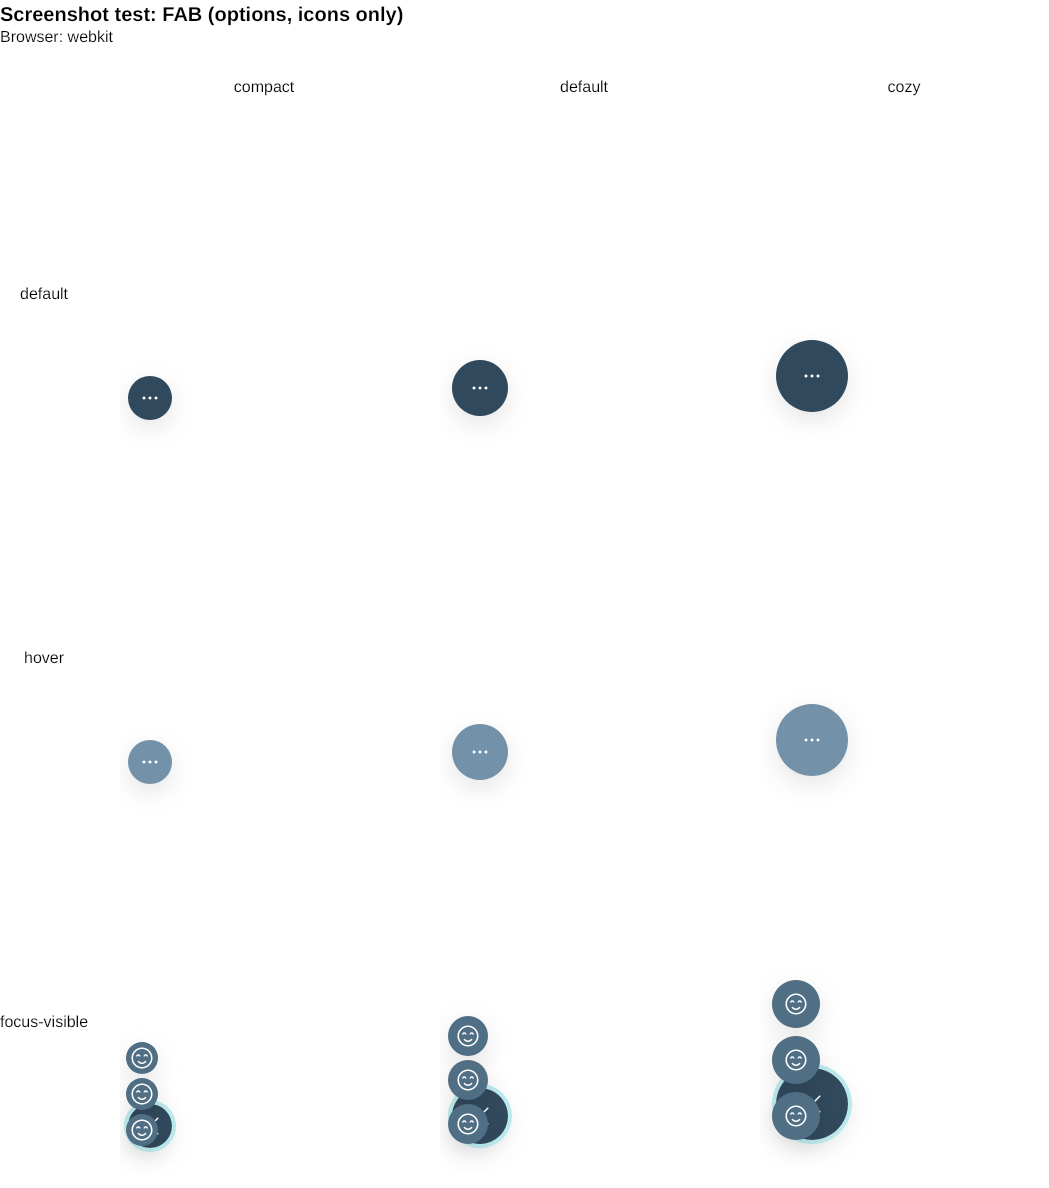 Screenshot test: FAB (options, icons only)
Browser: webkit
compact default cozy
default
hover
focus-visible